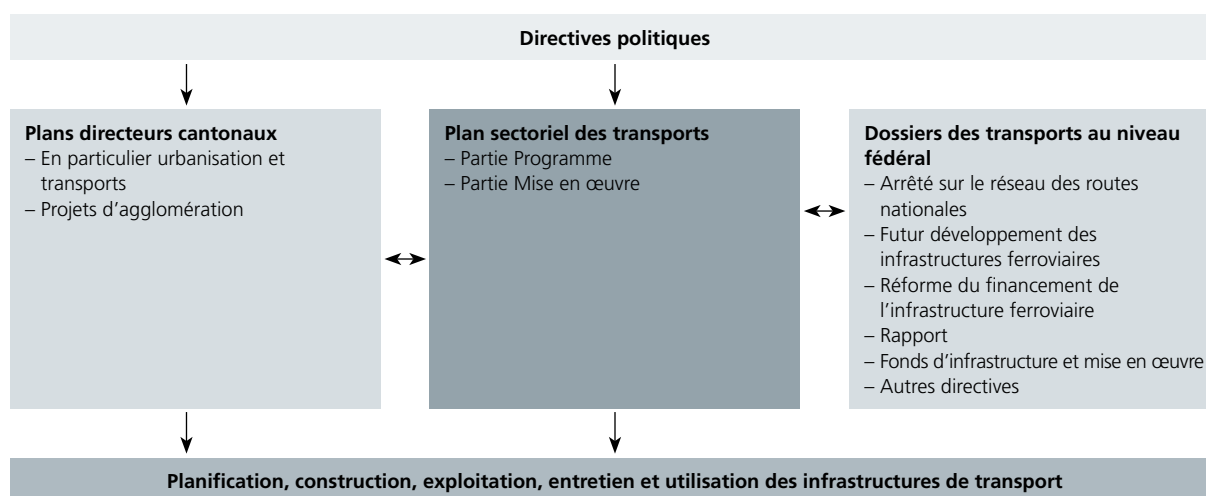 Directives politiques
Plans directeurs cantonaux
– En particulier urbanisation et
transports
– Projets d'agglomération
Plan sectoriel des transports
– Partie Programme
– Partie Mise en œuvre
Dossiers des transports au niveau
fédéral
– Arrêté sur le réseau des routes
nationales
– Futur développement des
infrastructures ferroviaires
– Réforme du financement de
l'infrastructure ferroviaire
– Rapport
– Fonds d'infrastructure et mise en œuvre
– Autres directives
Planification, construction, exploitation, entretien et utilisation des infrastructures de transport